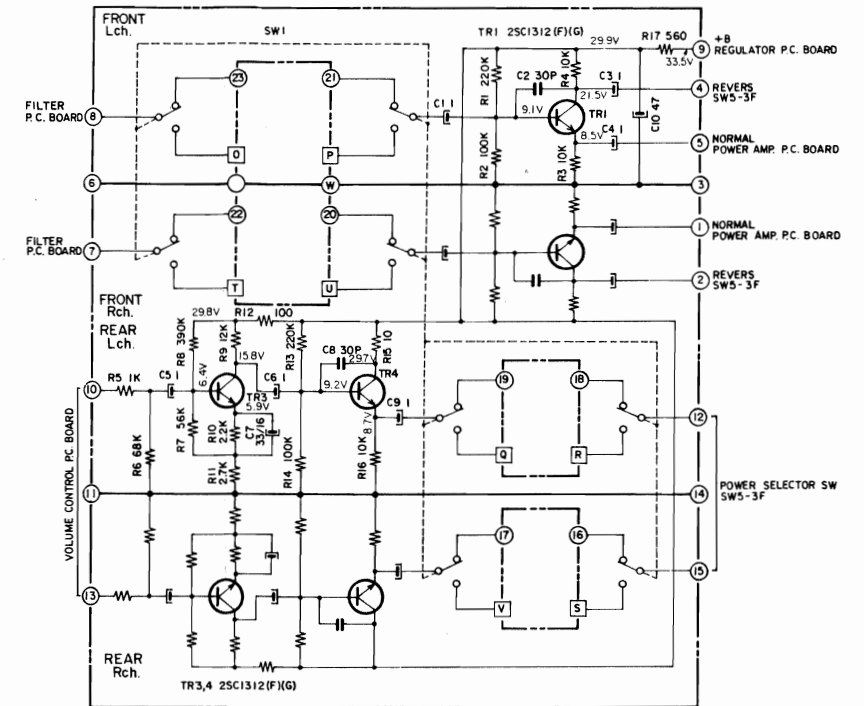 FRONT
Lch.
SW1
TR1 2SC1312 (F)(G)
29.9V
R17 560
+B
9
REGULATOR P.C. BOARD
33.5V
R1 220K
C2 30P
R4 10K
C3 1
4
REVERS
SW5-3F
21.5V
9.1V
TR1
C10 47
23
21
C1 1
FILTER
P.C. BOARD
8
8.5V
C4 1
5
NORMAL
POWER AMP. P.C. BOARD
O
P
R2 100K
R3 10K
6
W
3
22
20
1
NORMAL
POWER AMP. P.C. BOARD
FILTER
P.C. BOARD
7
T
U
2
REVERS
SW5-3F
FRONT
Rch.
REAR
Lch.
29.8V
R12 100
R8 390K
R9 12K
R13 220K
C8 30P
29.7V
R15 10
15.8V
TR4
10
R5 1K
C5 1
6.4V
C6 1
9.2V
TR3
5.9V
C9 1
8.7V
19
18
12
R6 68K
R7 56K
R10 2.2K
C7 33/16
R11 2.7K
R14 100K
R16 10K
Q
R
VOLUME CONTROL P.C. BOARD
11
14
POWER SELECTOR SW
SW5-3F
17
16
15
13
V
S
REAR
Rch.
TR3,4 2SC1312 (F)(G)